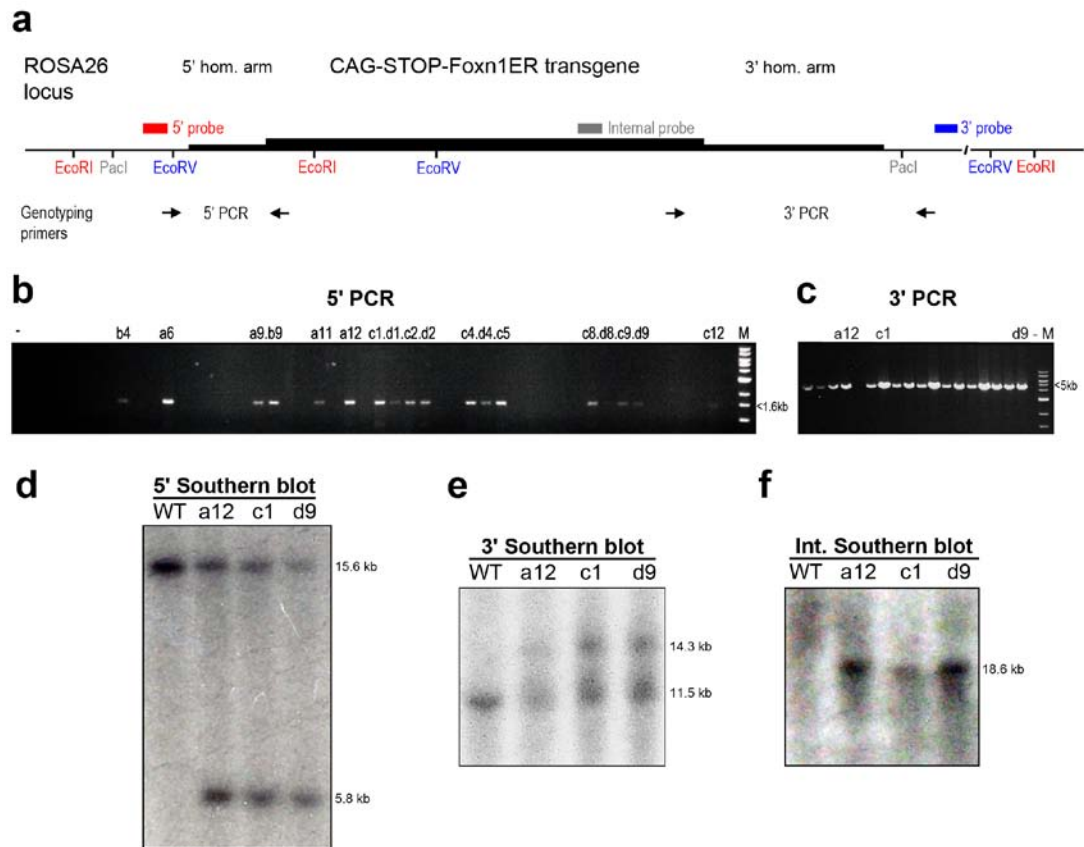 a
ROSA26 locus
5' hom. arm
CAG-STOP-Foxn1ER transgene
3' hom. arm
5' probe
Internal probe
3' probe
EcoRI
PacI
EcoRV
EcoRI
EcoRV
PacI
EcoRV
EcoRI
Genotyping primers
5' PCR
3' PCR
b
5' PCR
- b4 a6 a9.b9 a11 a12 c1.d1.c2.d2 c4.d4.c5 c8.d8.c9.d9 c12 M
<1.6kb
c
3' PCR
a12 c1 d9 - M
<5kb
d
5' Southern blot
WT a12 c1 d9
15.6 kb
5.8 kb
e
3' Southern blot
WT a12 c1 d9
14.3 kb
11.5 kb
f
Int. Southern blot
WT a12 c1 d9
18.6 kb